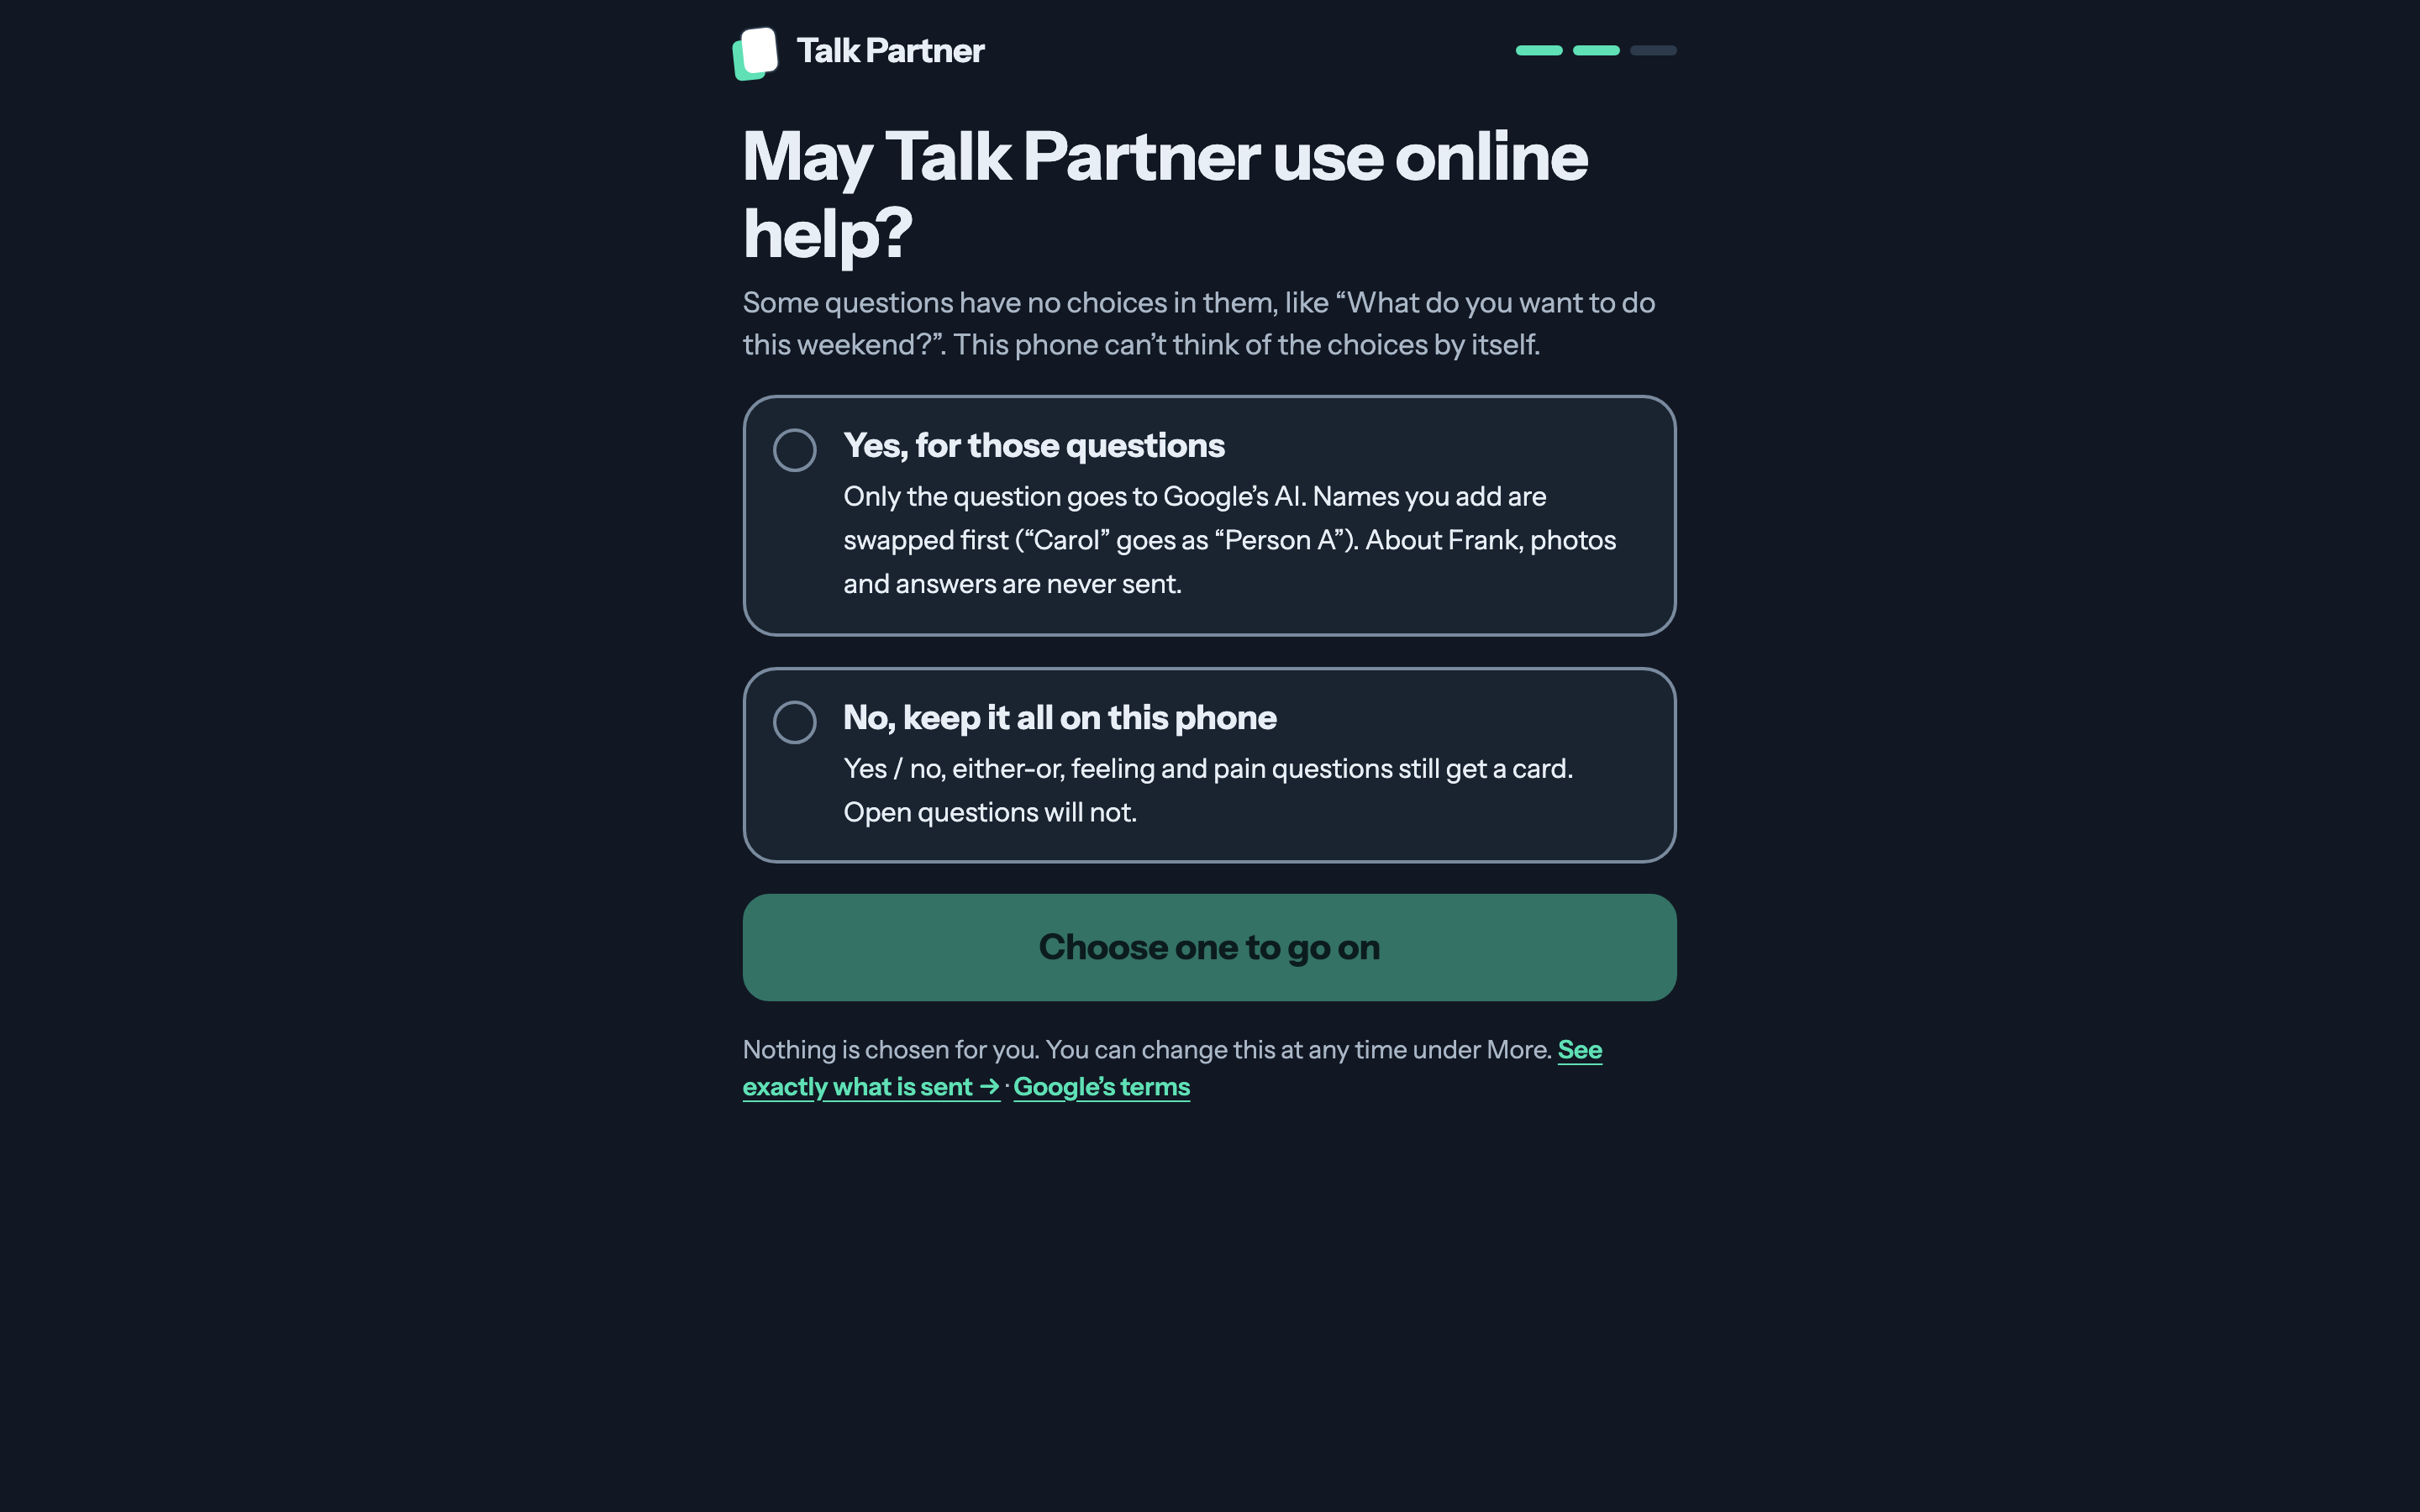 Talk Partner
May Talk Partner use online
help?
Some questions have no choices in them, like “What do you want to do
this weekend?”. This phone can’t think of the choices by itself.
Yes, for those questions
Only the question goes to Google’s AI. Names you add are
swapped first (“Carol” goes as “Person A”). About Frank, photos
and answers are never sent.
No, keep it all on this phone
Yes / no, either-or, feeling and pain questions still get a card.
Open questions will not.
Choose one to go on
Nothing is chosen for you. You can change this at any time under More. See
exactly what is sent → · Google’s terms